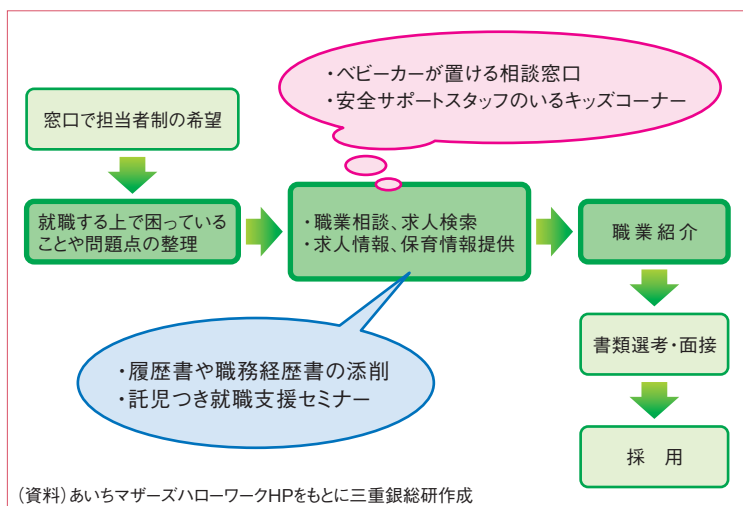 ・ベビーカーが置ける相談窓口
・安全サポートスタッフのいるキッズコーナー
窓口で担当者制の希望
就職する上で困っている
ことや問題点の整理
・職業相談、求人検索
・求人情報、保育情報提供
職業紹介
・履歴書や職務経歴書の添削
・託児つき就職支援セミナー
書類選考・面接
採　用
(資料)あいちマザーズハローワークHPをもとに三重銀総研作成